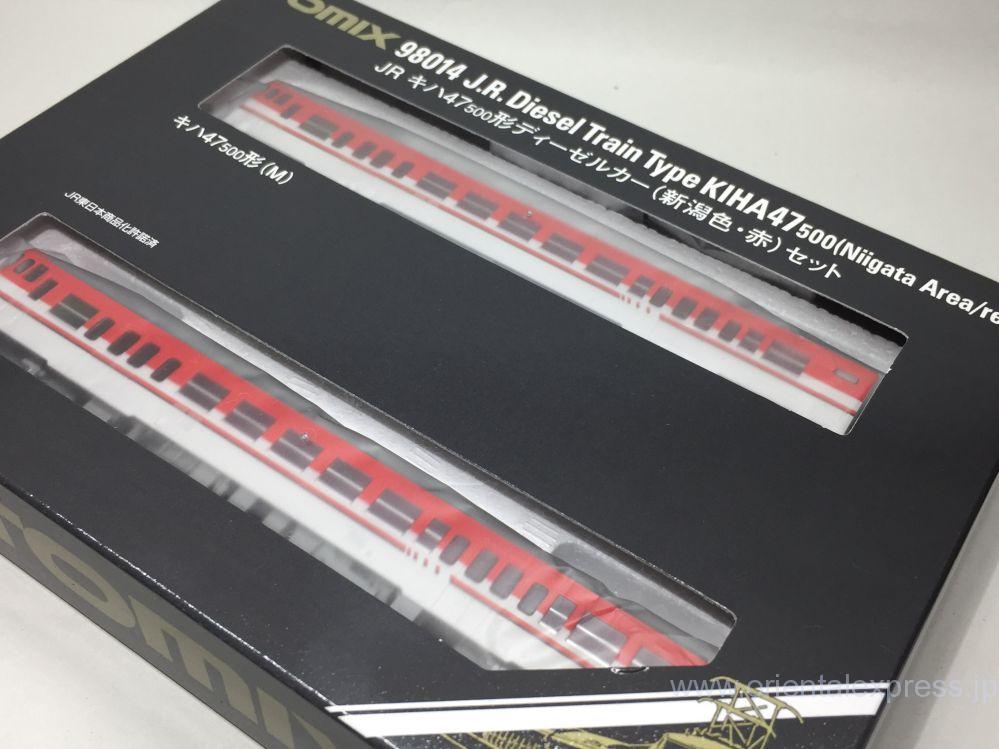 OMIX 98014 J.R. Diesel Train Type KIHA47500(Niigata Area/re
JR キハ47500形ディーゼルカー(新潟色・赤)セット
キハ47500形(M)
JR東日本商品化許諾済
TOMIX
www.orientalexpress.jp